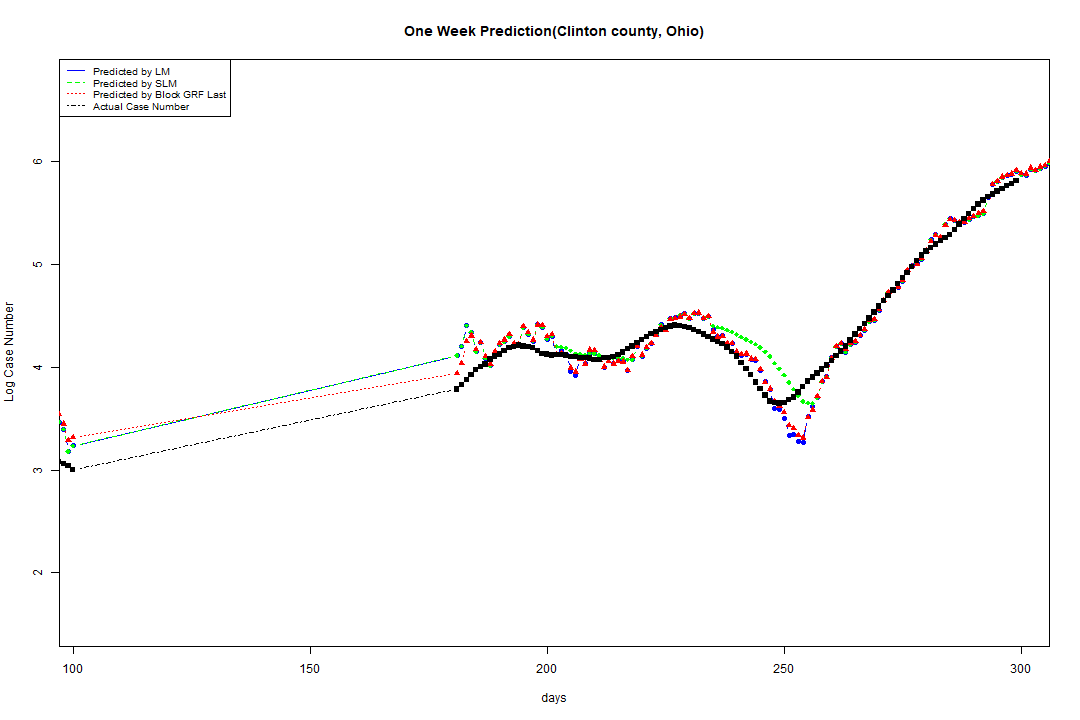 One Week Prediction(Clinton county, Ohio)
Predicted by LM
Predicted by SLM
Predicted by Block GRF Last
Actual Case Number
6
5
4
3
2
Log Case Number
100 150 200 250 300
days